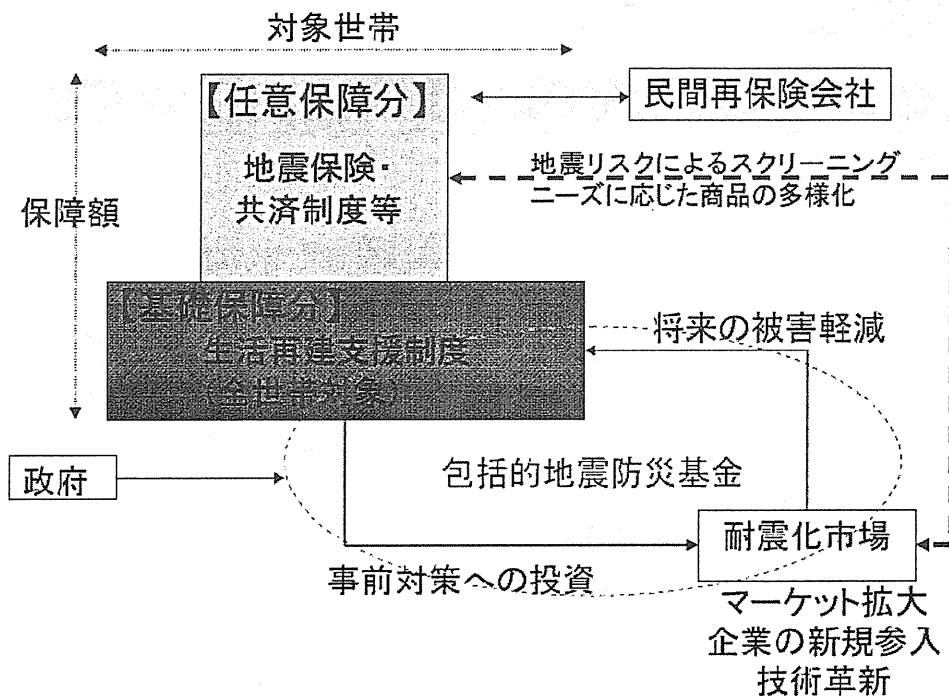 対象世帯
【任意保障分】
地震保険・
共済制度等
民間再保険会社
地震リスクによるスクリーニング
ニーズに応じた商品の多様化
保障額
【基礎保障分】
生活再建支援制度
(全世帯対象)
将来の被害軽減
政府
包括的地震防災基金
耐震化市場
事前対策への投資
マーケット拡大
企業の新規参入
技術革新